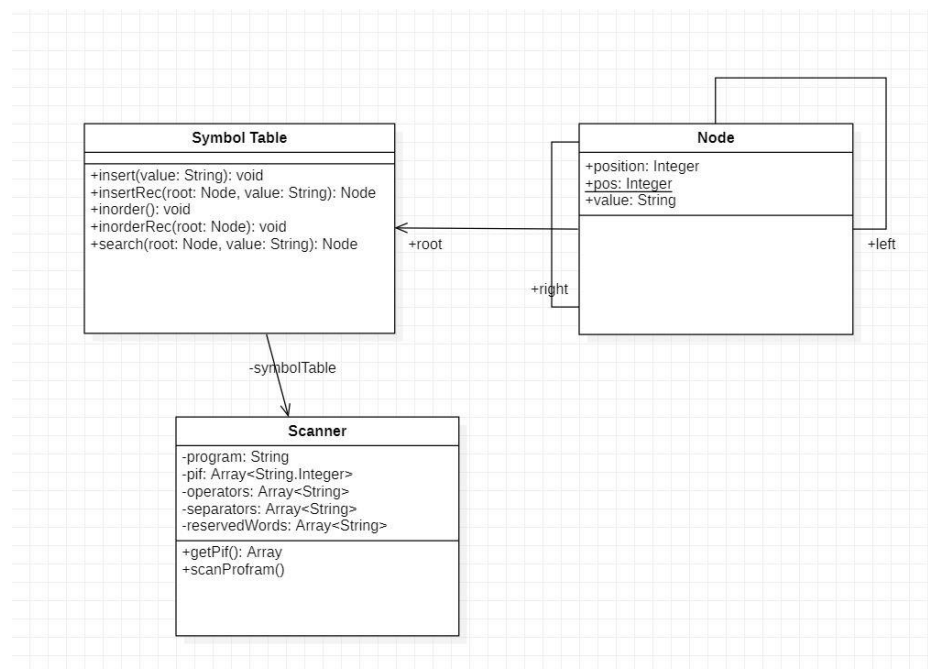 Symbol Table
+insert(value: String): void
+insertRec(root: Node, value: String): Node
+inorder(): void
+inorderRec(root: Node): void
+search(root: Node, value: String): Node
Node
+position: Integer
+pos: Integer
+value: String
+root
+left
+right
-symbolTable
Scanner
-program: String
-pif: Array<String.Integer>
-operators: Array<String>
-separators: Array<String>
-reservedWords: Array<String>
+getPif(): Array
+scanProfram()